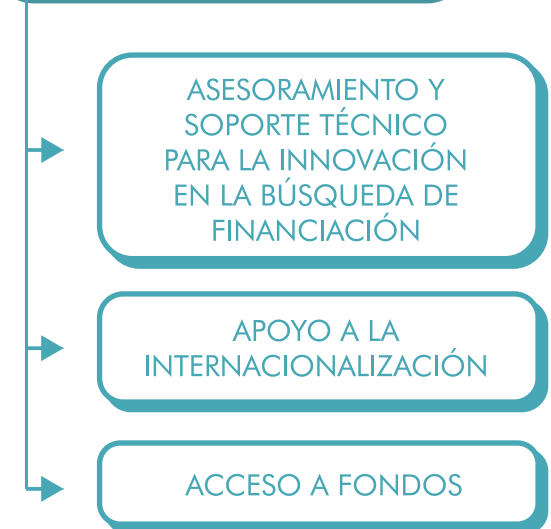 ASESORAMIENTO Y
SOPORTE TÉCNICO
PARA LA INNOVACIÓN
EN LA BÚSQUEDA DE
FINANCIACIÓN
APOYO A LA
INTERNACIONALIZACIÓN
ACCESO A FONDOS